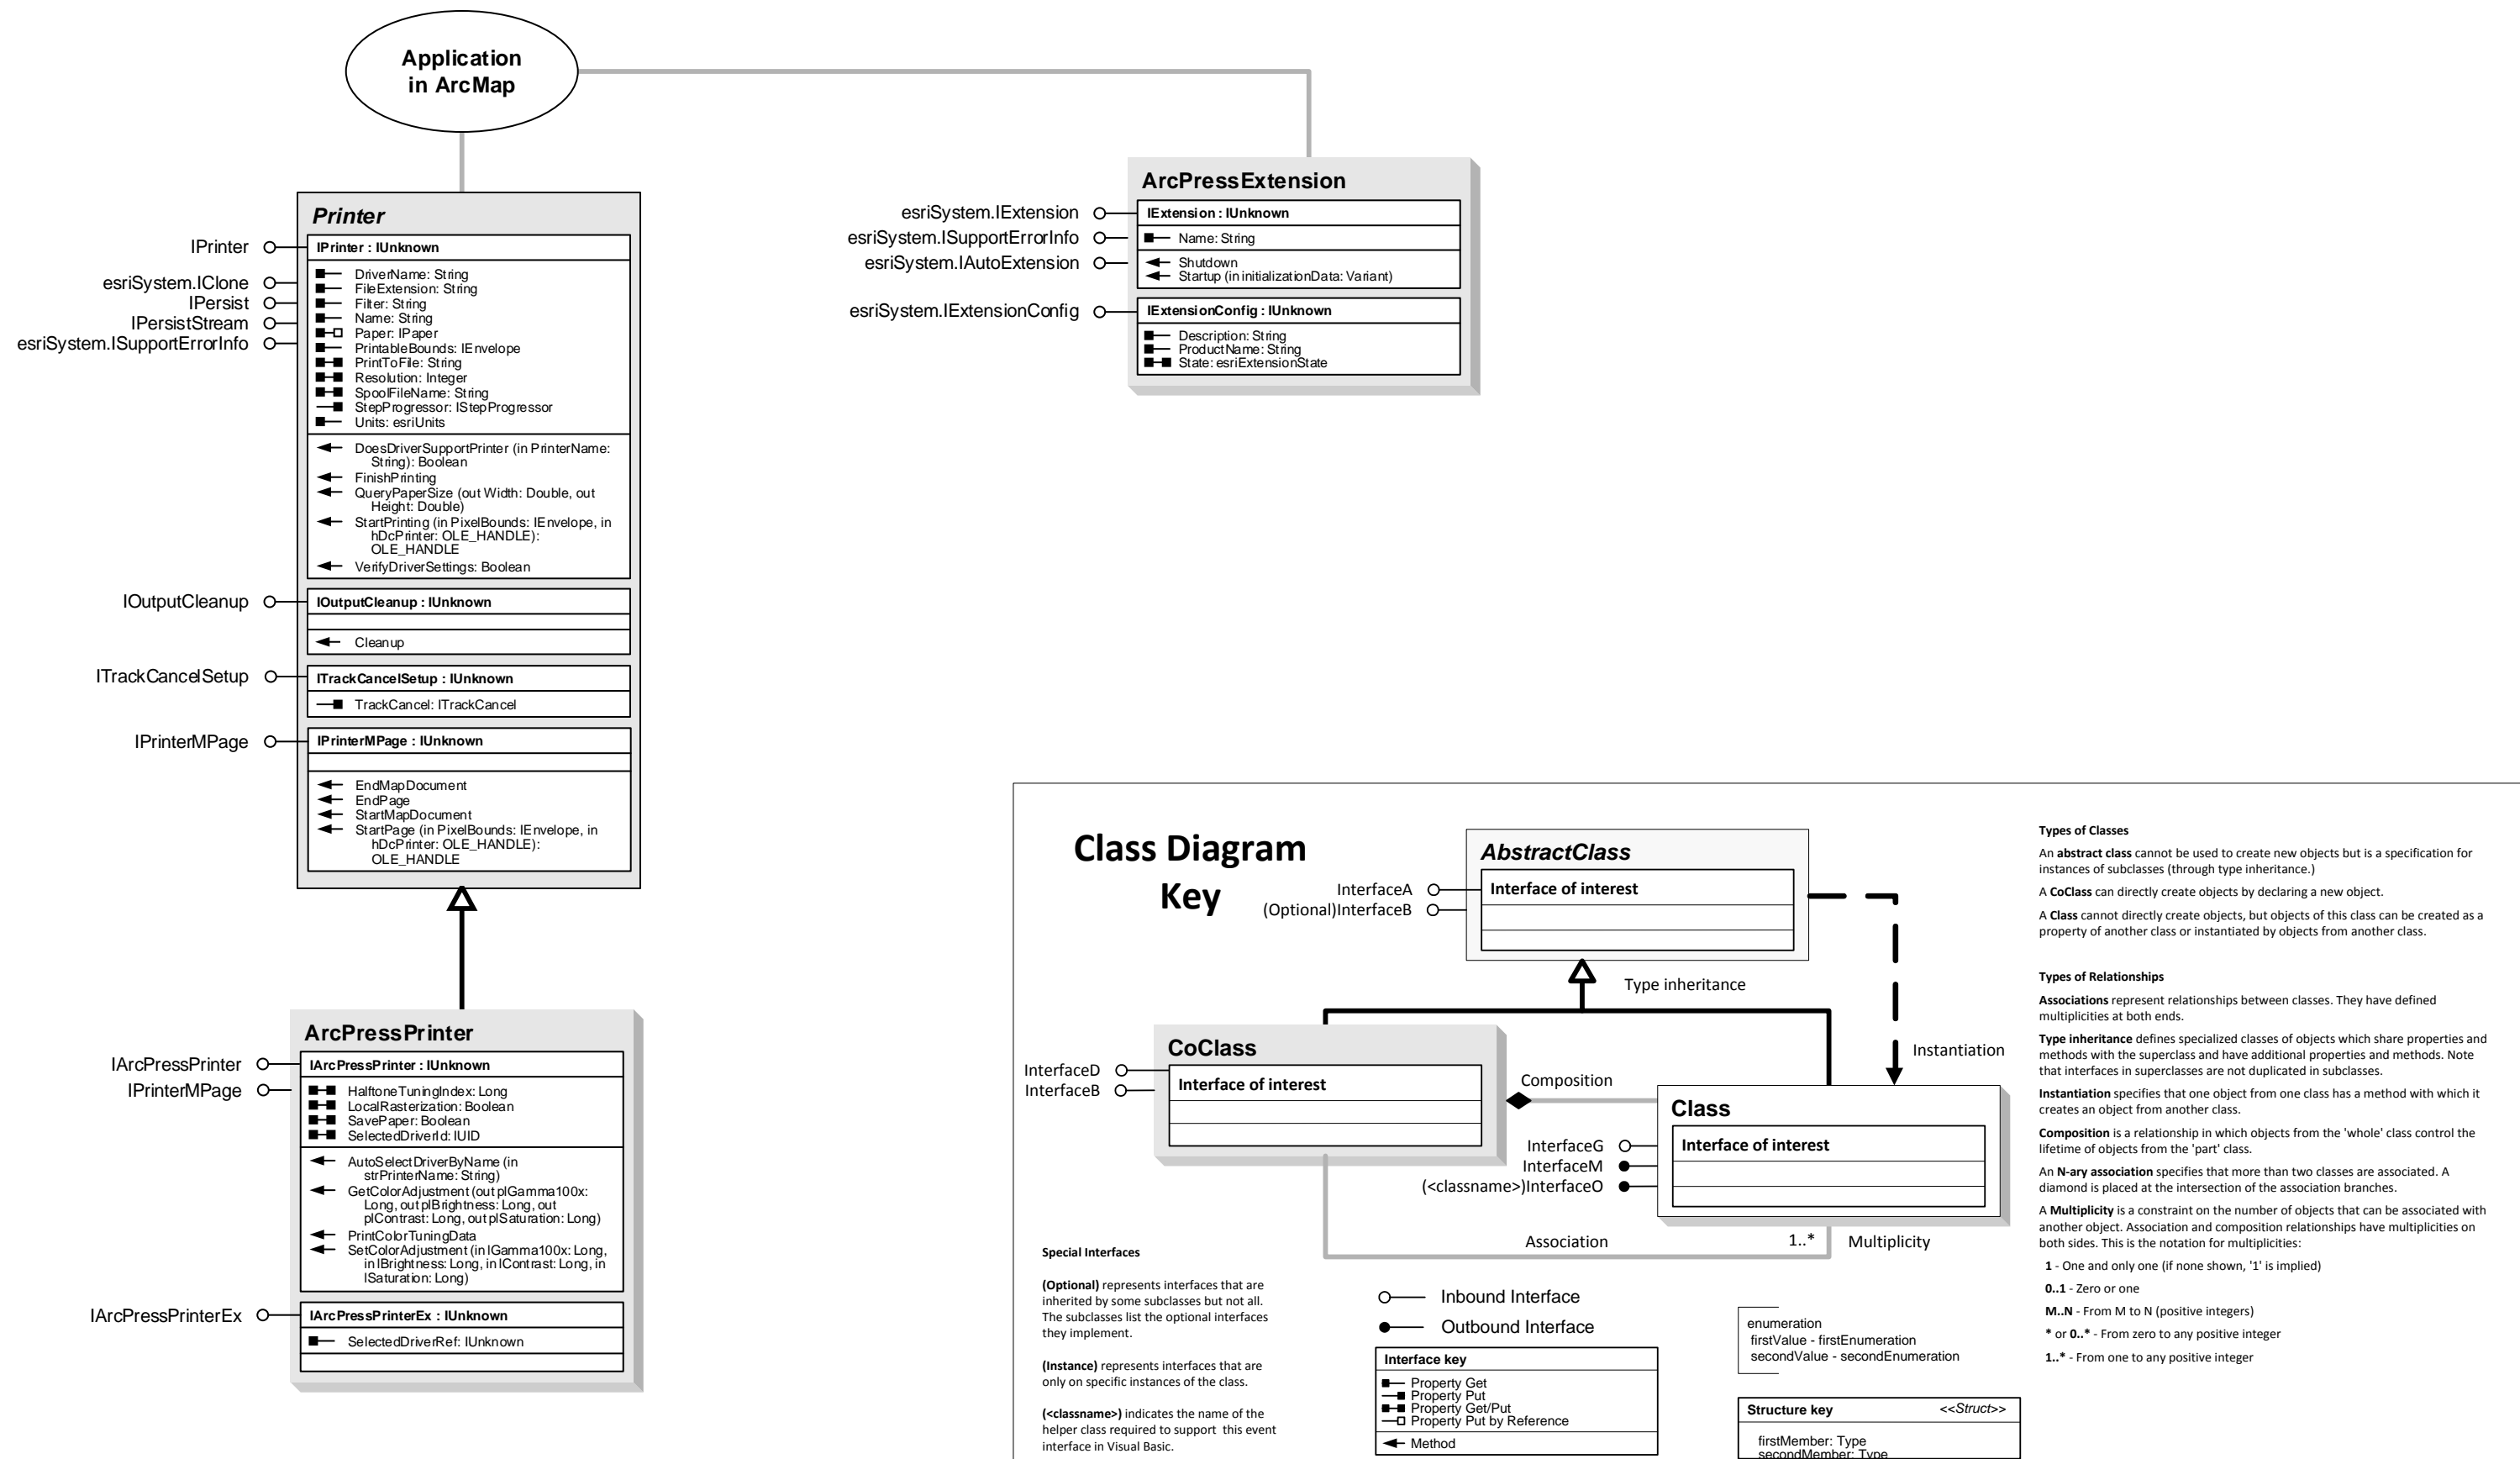 Application
in ArcMap
Printer
IPrinter
IPrinter : IUnknown
esriSystem.IClone
IPersist
IPersistStream
esriSystem.ISupportErrorInfo
DriverName: String
FileExtension: String
Filter: String
Name: String
Paper: IPaper
PrintableBounds: IEnvelope
PrintToFile: String
Resolution: Integer
SpoolFileName: String
StepProgressor: IStepProgressor
Units: esriUnits
DoesDriverSupportPrinter (in PrinterName:
String): Boolean
FinishPrinting
QueryPaperSize (out Width: Double, out
Height: Double)
StartPrinting (in PixelBounds: IEnvelope, in
hDcPrinter: OLE_HANDLE):
OLE_HANDLE
VerifyDriverSettings: Boolean
IOutputCleanup
IOutputCleanup : IUnknown
Cleanup
ITrackCancelSetup
ITrackCancelSetup : IUnknown
TrackCancel: ITrackCancel
IPrinterMPage
IPrinterMPage : IUnknown
EndMapDocument
EndPage
StartMapDocument
StartPage (in PixelBounds: IEnvelope, in
hDcPrinter: OLE_HANDLE):
OLE_HANDLE
ArcPressPrinter
IArcPressPrinter
IPrinterMPage
IArcPressPrinter : IUnknown
HalftoneTuningIndex: Long
LocalRasterization: Boolean
SavePaper: Boolean
SelectedDriverId: IUID
AutoSelectDriverByName (in
strPrinterName: String)
GetColorAdjustment (out plGamma100x:
Long, out plBrightness: Long, out
plContrast: Long, out plSaturation: Long)
PrintColorTuningData
SetColorAdjustment (in lGamma100x: Long,
in lBrightness: Long, in lContrast: Long, in
lSaturation: Long)
IArcPressPrinterEx
IArcPressPrinterEx : IUnknown
SelectedDriverRef: IUnknown
ArcPressExtension
esriSystem.IExtension
esriSystem.ISupportErrorInfo
esriSystem.IAutoExtension
IExtension : IUnknown
Name: String
Shutdown
Startup (in initializationData: Variant)
esriSystem.IExtensionConfig
IExtensionConfig : IUnknown
Description: String
ProductName: String
State: esriExtensionState
Class Diagram
Key
AbstractClass
InterfaceA
(Optional)InterfaceB
Interface of interest
Type inheritance
Instantiation
CoClass
InterfaceD
InterfaceB
Interface of interest
Composition
Class
InterfaceG
InterfaceM
(<classname>)InterfaceO
Interface of interest
Association
1..*
Multiplicity
Special Interfaces
(Optional) represents interfaces that are
inherited by some subclasses but not all.
The subclasses list the optional interfaces
they implement.
(Instance) represents interfaces that are
only on specific instances of the class.
(<classname>) indicates the name of the
helper class required to support this event
interface in Visual Basic.
Inbound Interface
Outbound Interface
Interface key
Property Get
Property Put
Property Get/Put
Property Put by Reference
Method
enumeration
firstValue - firstEnumeration
secondValue - secondEnumeration
Structure key <<Struct>>
firstMember: Type
secondMember: Type
Types of Classes
An abstract class cannot be used to create new objects but is a specification for
instances of subclasses (through type inheritance.)
A CoClass can directly create objects by declaring a new object.
A Class cannot directly create objects, but objects of this class can be created as a
property of another class or instantiated by objects from another class.
Types of Relationships
Associations represent relationships between classes. They have defined
multiplicities at both ends.
Type inheritance defines specialized classes of objects which share properties and
methods with the superclass and have additional properties and methods. Note
that interfaces in superclasses are not duplicated in subclasses.
Instantiation specifies that one object from one class has a method with which it
creates an object from another class.
Composition is a relationship in which objects from the 'whole' class control the
lifetime of objects from the 'part' class.
An N-ary association specifies that more than two classes are associated. A
diamond is placed at the intersection of the association branches.
A Multiplicity is a constraint on the number of objects that can be associated with
another object. Association and composition relationships have multiplicities on
both sides. This is the notation for multiplicities:
1 - One and only one (if none shown, '1' is implied)
0..1 - Zero or one
M..N - From M to N (positive integers)
* or 0..* - From zero to any positive integer
1..* - From one to any positive integer